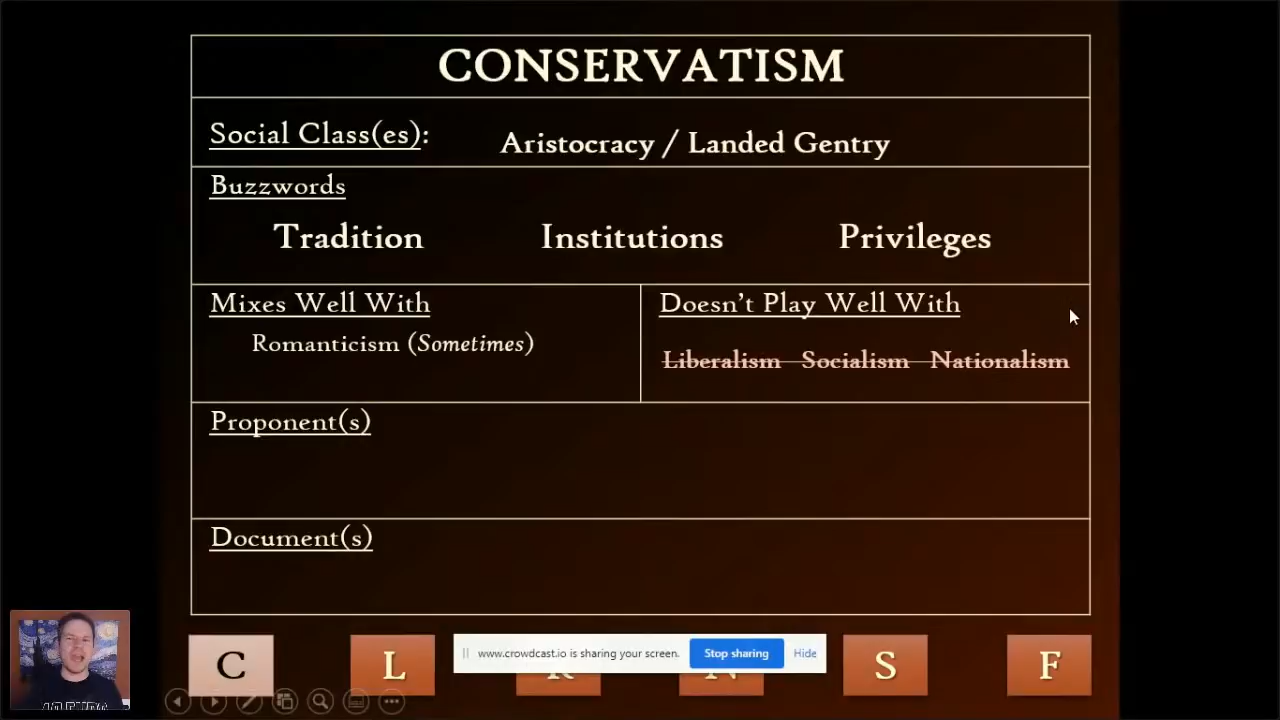 CONSERVATISM
Social Class(es): Aristocracy / Landed Gentry
Buzzwords
Tradition Institutions Privileges
Mixes Well With
Romanticism (Sometimes)
Doesn't Play Well With
Liberalism Socialism Nationalism
Proponent(s)
Document(s)
C L S F
www.crowdcast.io is sharing your screen. Stop sharing Hide